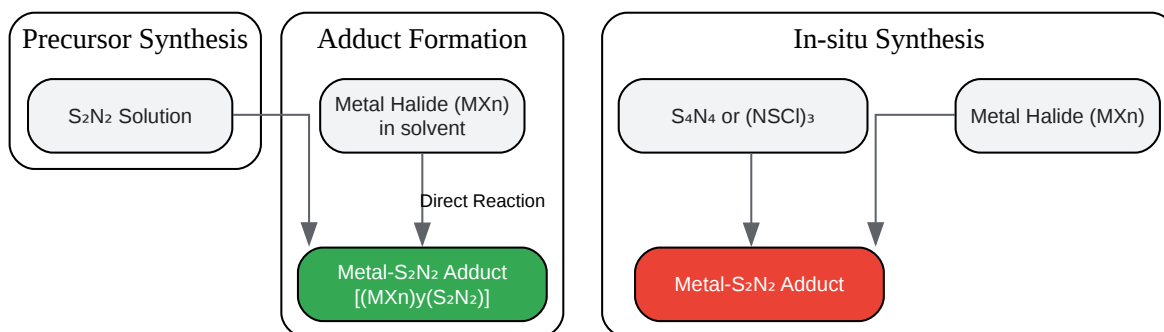 Precursor Synthesis
Adduct Formation
In-situ Synthesis
S₂N₂ Solution
Metal Halide (MXn)
in solvent
S₄N₄ or (NSCl)₃
Metal Halide (MXn)
Direct Reaction
Metal-S₂N₂ Adduct
[(MXn)y(S₂N₂)]
Metal-S₂N₂ Adduct